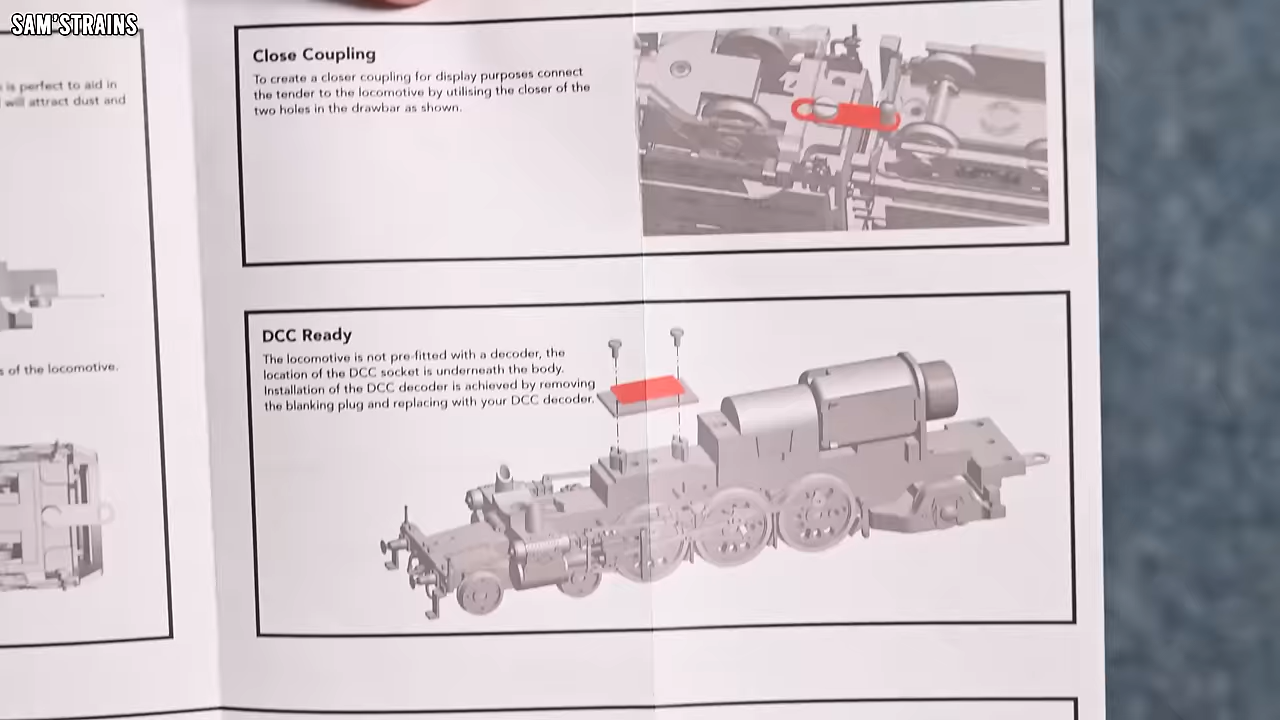 SAM'STRAINS
is perfect to aid in
will attract dust and
of the locomotive.
Close Coupling
To create a closer coupling for display purposes connect
the tender to the locomotive by utilising the closer of the
two holes in the drawbar as shown.
DCC Ready
The locomotive is not pre-fitted with a decoder, the
location of the DCC socket is underneath the body.
Installation of the DCC decoder is achieved by removing
the blanking plug and replacing with your DCC decoder.